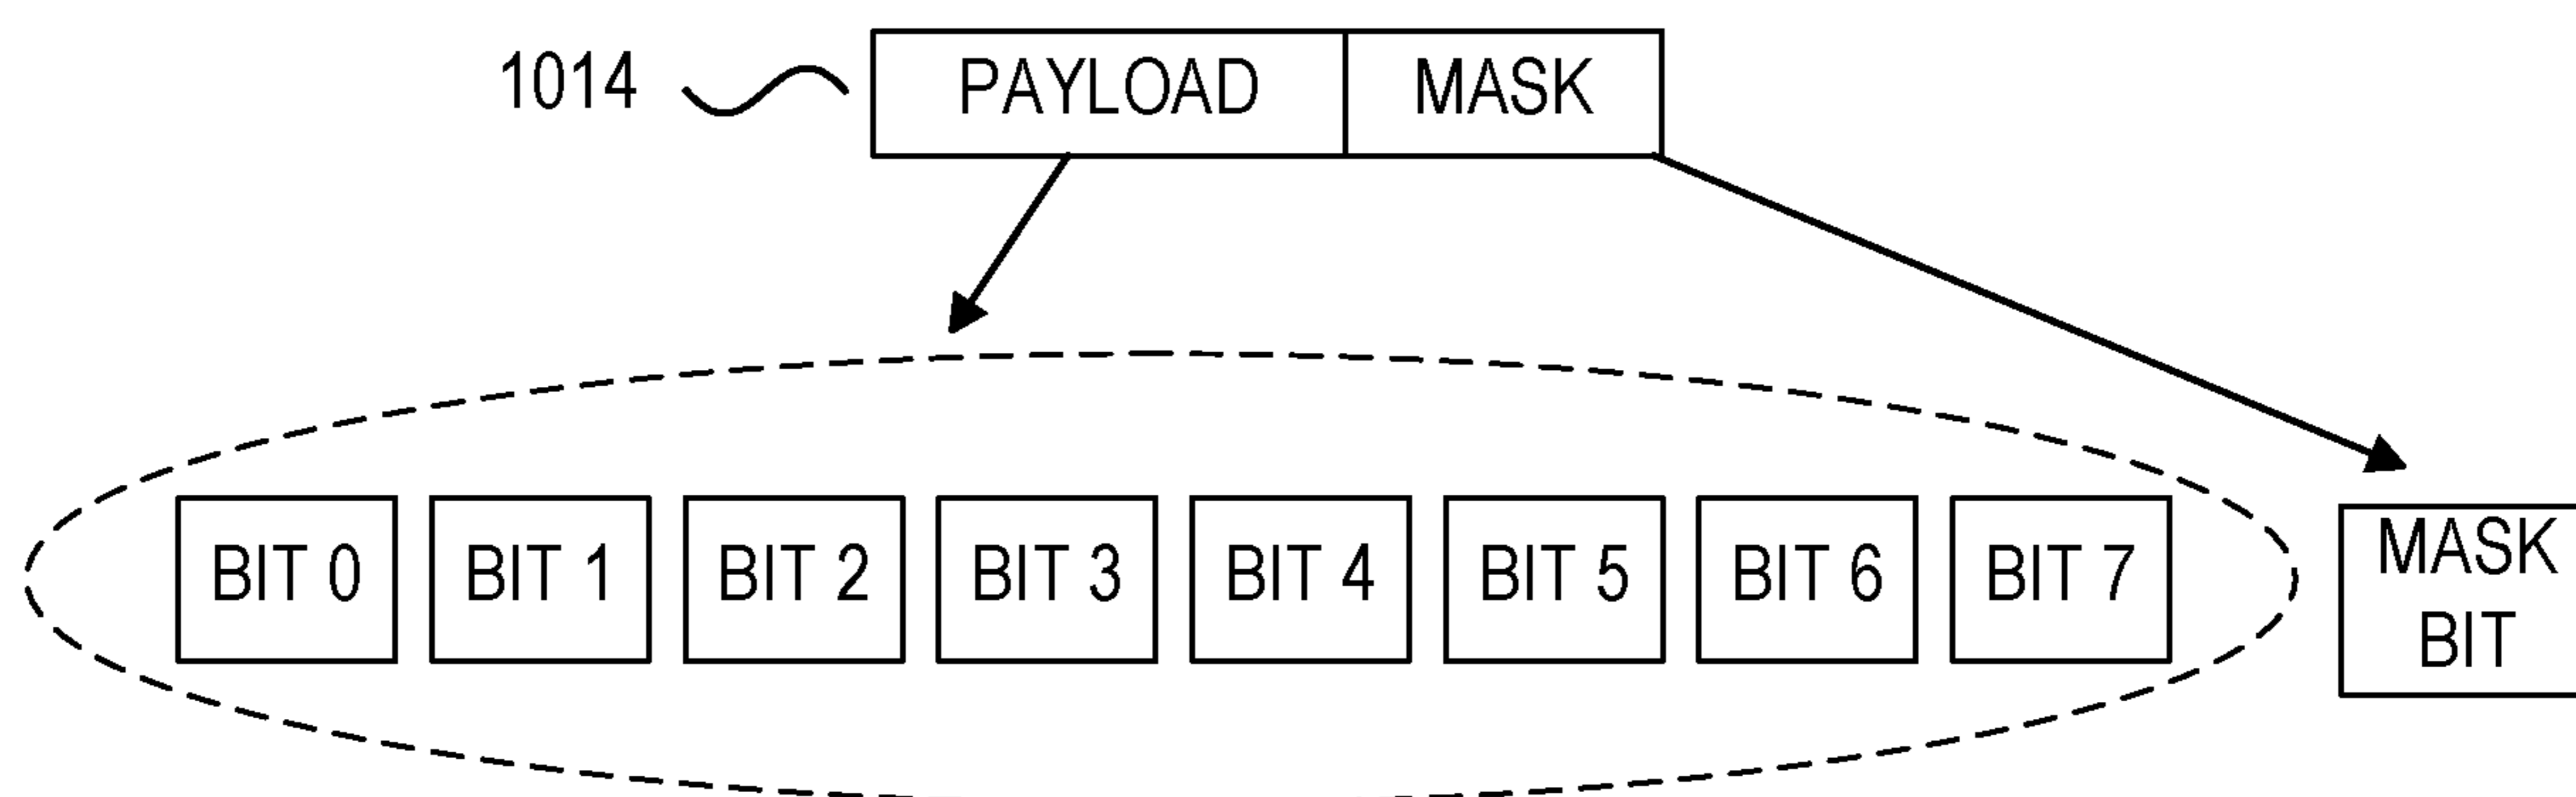 1014 PAYLOAD MASK
BIT 0 BIT 1 BIT 2 BIT 3 BIT 4 BIT 5 BIT 6 BIT 7 MASK
BIT